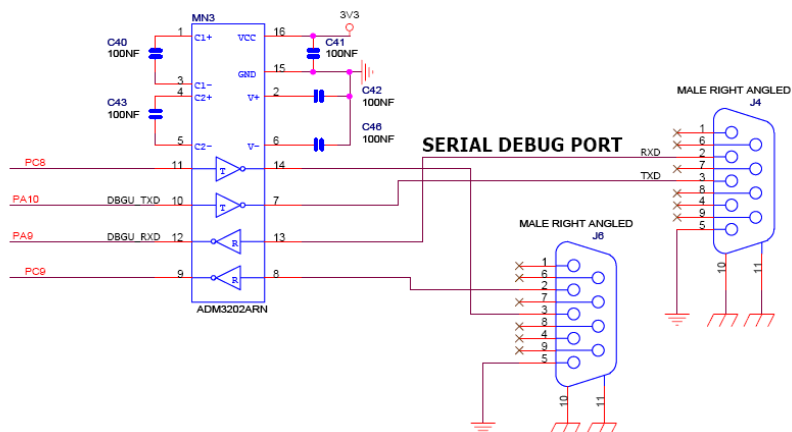 MN3
3V3
C40
100NF
1
C1+
VCC
16
C41
100NF
3
C1-
GND
15
4
C2+
V+
2
C42
100NF
C43
100NF
5
C2-
V-
6
C46
100NF
SERIAL DEBUG PORT
PC8
11
T
14
PA10
DBGU_TXD
10
T
7
PA9
DBGU_RXD
12
R
13
PC9
9
R
8
ADM3202ARN
MALE RIGHT ANGLED
J4
RXD
TXD
1
6
2
7
3
8
4
9
5
10
11
MALE RIGHT ANGLED
J6
1
6
2
7
3
8
4
9
5
10
11